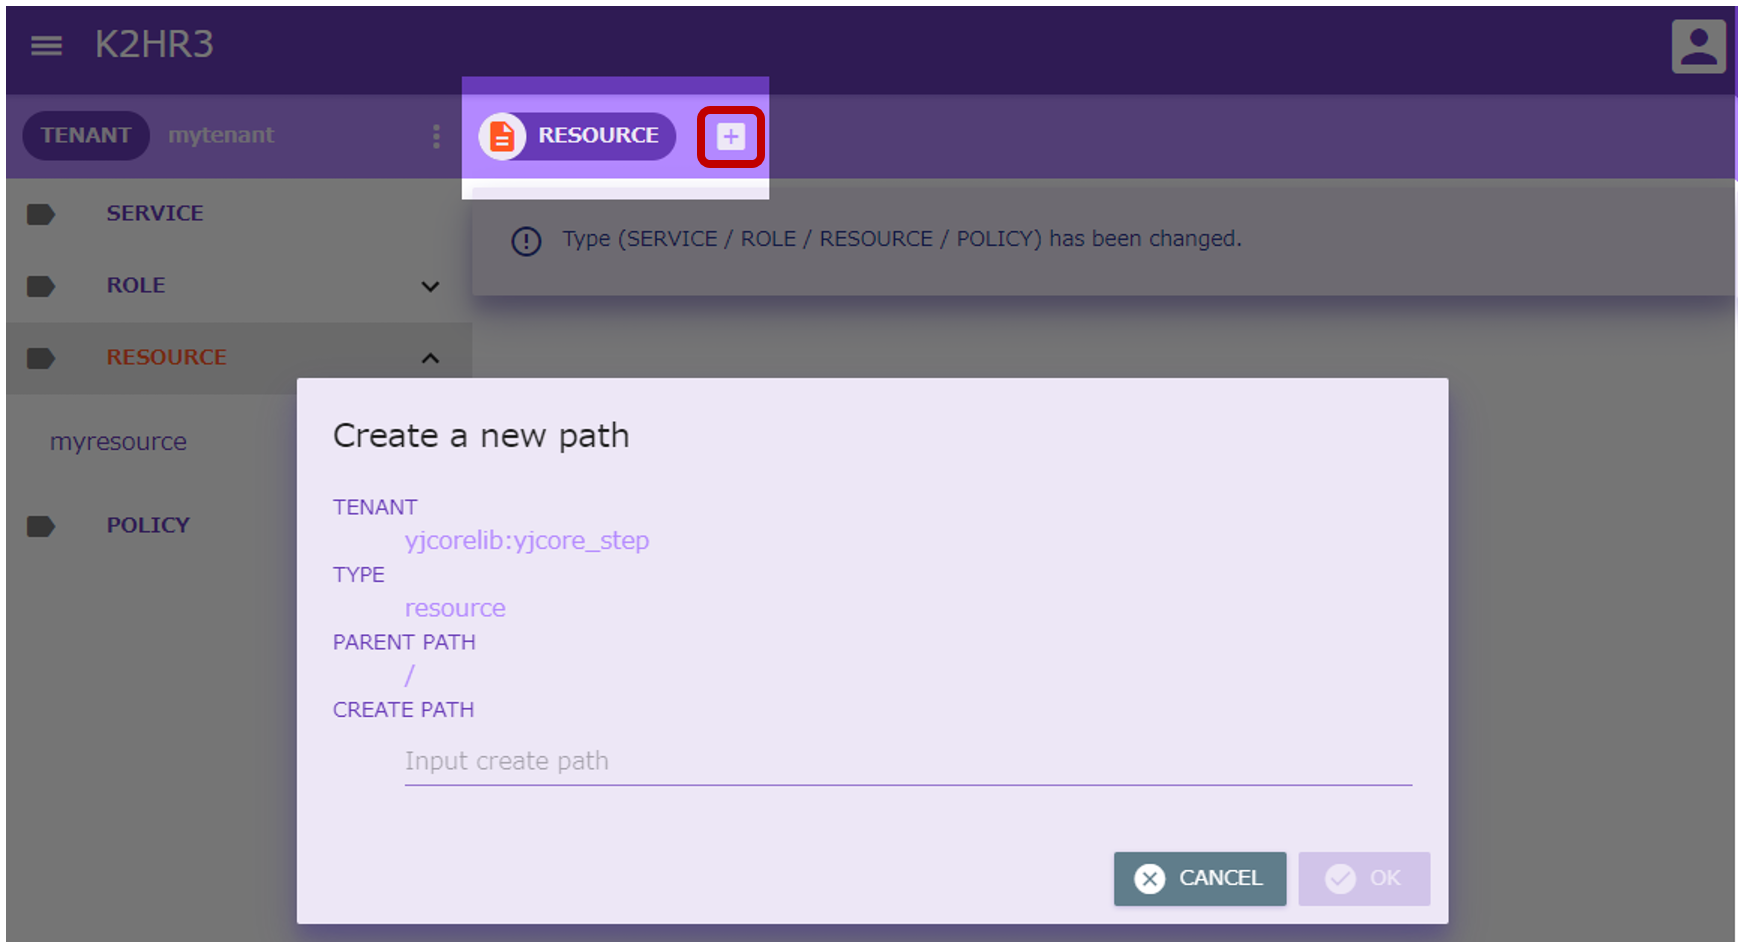 K2HR3
TENANT mytenant
RESOURCE
SERVICE
ROLE
RESOURCE
myresource
POLICY
Type (SERVICE / ROLE / RESOURCE / POLICY) has been changed.
Create a new path
TENANT
yjcorelib:yjcore_step
TYPE
resource
PARENT PATH
/
CREATE PATH
Input create path
CANCEL OK